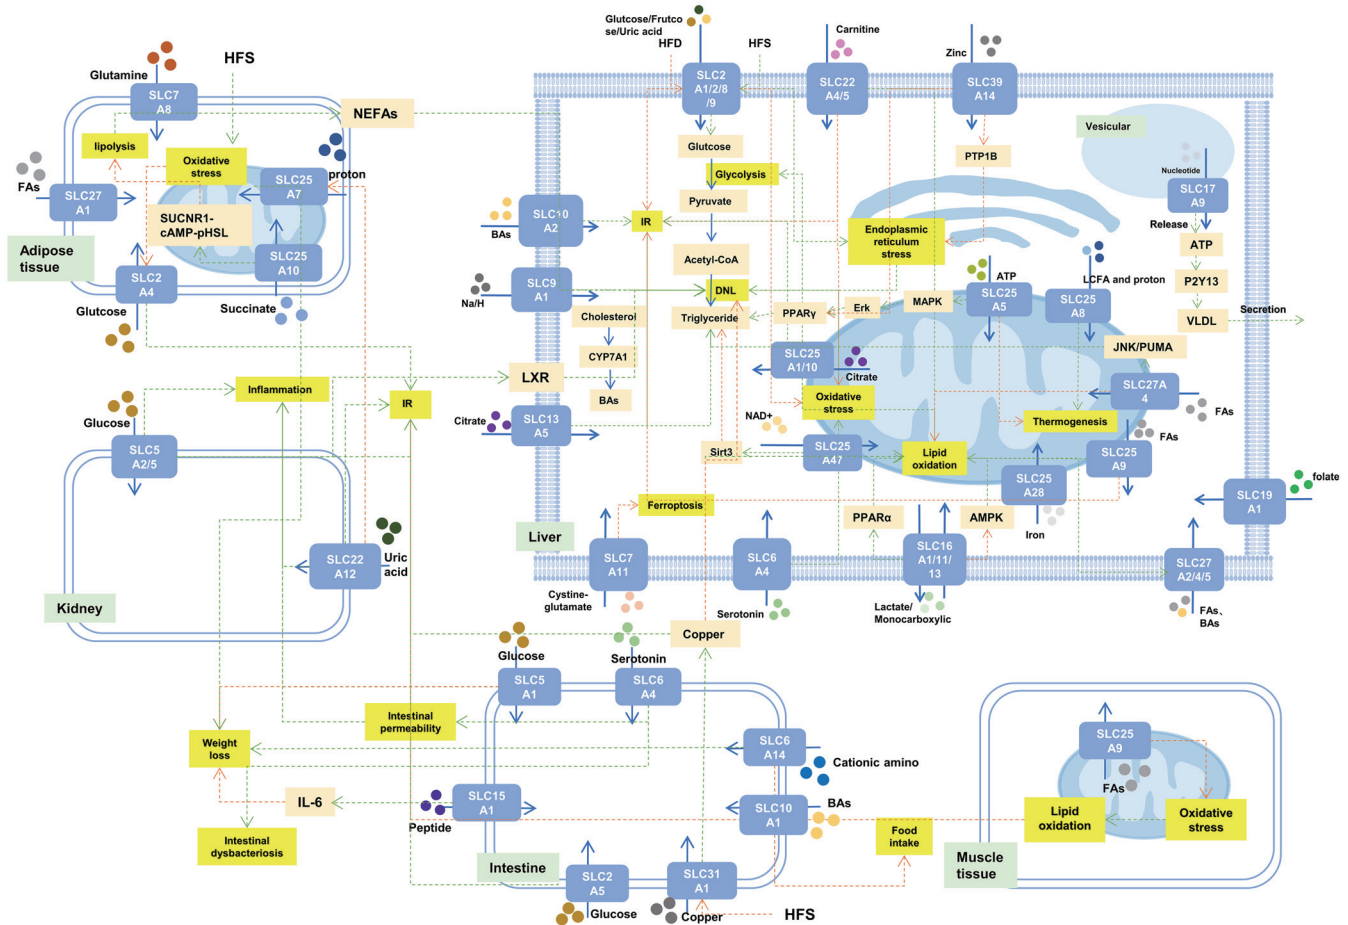 Glutamine
HFS
SLC7
A8
NEFAs
lipolysis
Oxidative
stress
proton
FAs
SLC27
A1
SLC25
A7
SUCNR1-
cAMP-pHSL
Adipose
tissue
SLC25
A10
SLC2
A4
Succinate
Glutcose
Inflammation
IR
Glucose
SLC5
A2/5
SLC22
A12
Uric
acid
Kidney
Glutcose/Frutco
se/Uric acid
HFD
HFS
SLC2
A1/2/8
/9
Carnitine
SLC22
A4/5
Zinc
SLC39
A14
Vesicular
Nucleotide
SLC17
A9
Release
ATP
P2Y13
VLDL
Secretion
Glutcose
PTP1B
Glycolysis
Pyruvate
SLC10
A2
BAs
IR
Endoplasmic
reticulum
stress
Acetyl-CoA
SLC9
A1
Na/H
DNL
Cholesterol
Triglyceride
PPARγ
Erk
MAPK
ATP
SLC25
A5
LCFA and proton
SLC25
A8
JNK/PUMA
CYP7A1
LXR
BAs
SLC25
A1/10
Citrate
SLC27A
4
FAs
Citrate
SLC13
A5
Oxidative
stress
NAD+
Thermogenesis
FAs
Sirt3
SLC25
A47
Lipid
oxidation
SLC25
A9
SLC25
A28
Iron
Ferroptosis
PPARα
AMPK
SLC19
A1
folate
Liver
SLC7
A11
SLC6
A4
SLC16
A1/11/
13
SLC27
A2/4/5
Cystine-
glutamate
Serotonin
Lactate/
Monocarboxylic
FAs、
BAs
Copper
Glucose
Serotonin
SLC5
A1
SLC6
A4
Intestinal
permeability
Weight
loss
SLC6
A14
Cationic amino
IL-6
SLC15
A1
Peptide
SLC10
A1
BAs
Intestinal
dysbacteriosis
Food
intake
Intestine
SLC2
A5
SLC31
A1
Glucose
Copper
HFS
SLC25
A9
FAs
Lipid
oxidation
Oxidative
stress
Muscle
tissue